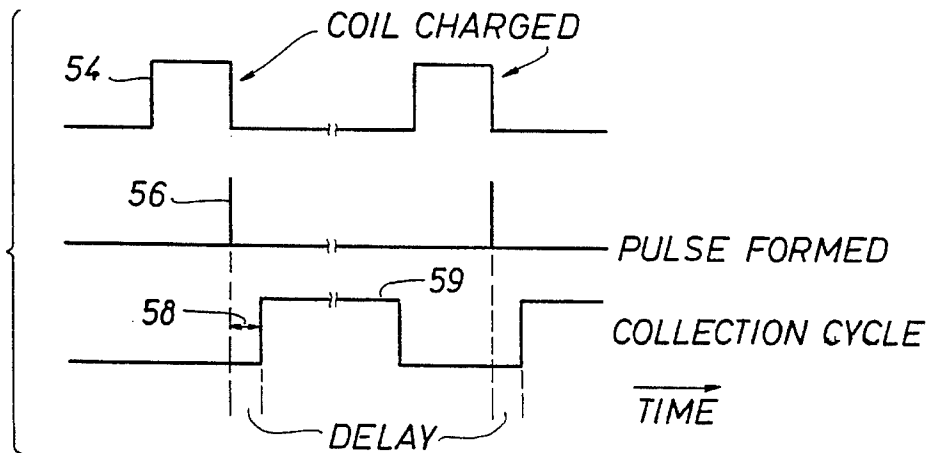 COIL CHARGED
54
56
PULSE FORMED
59
58
COLLECTION CYCLE
TIME
DELAY